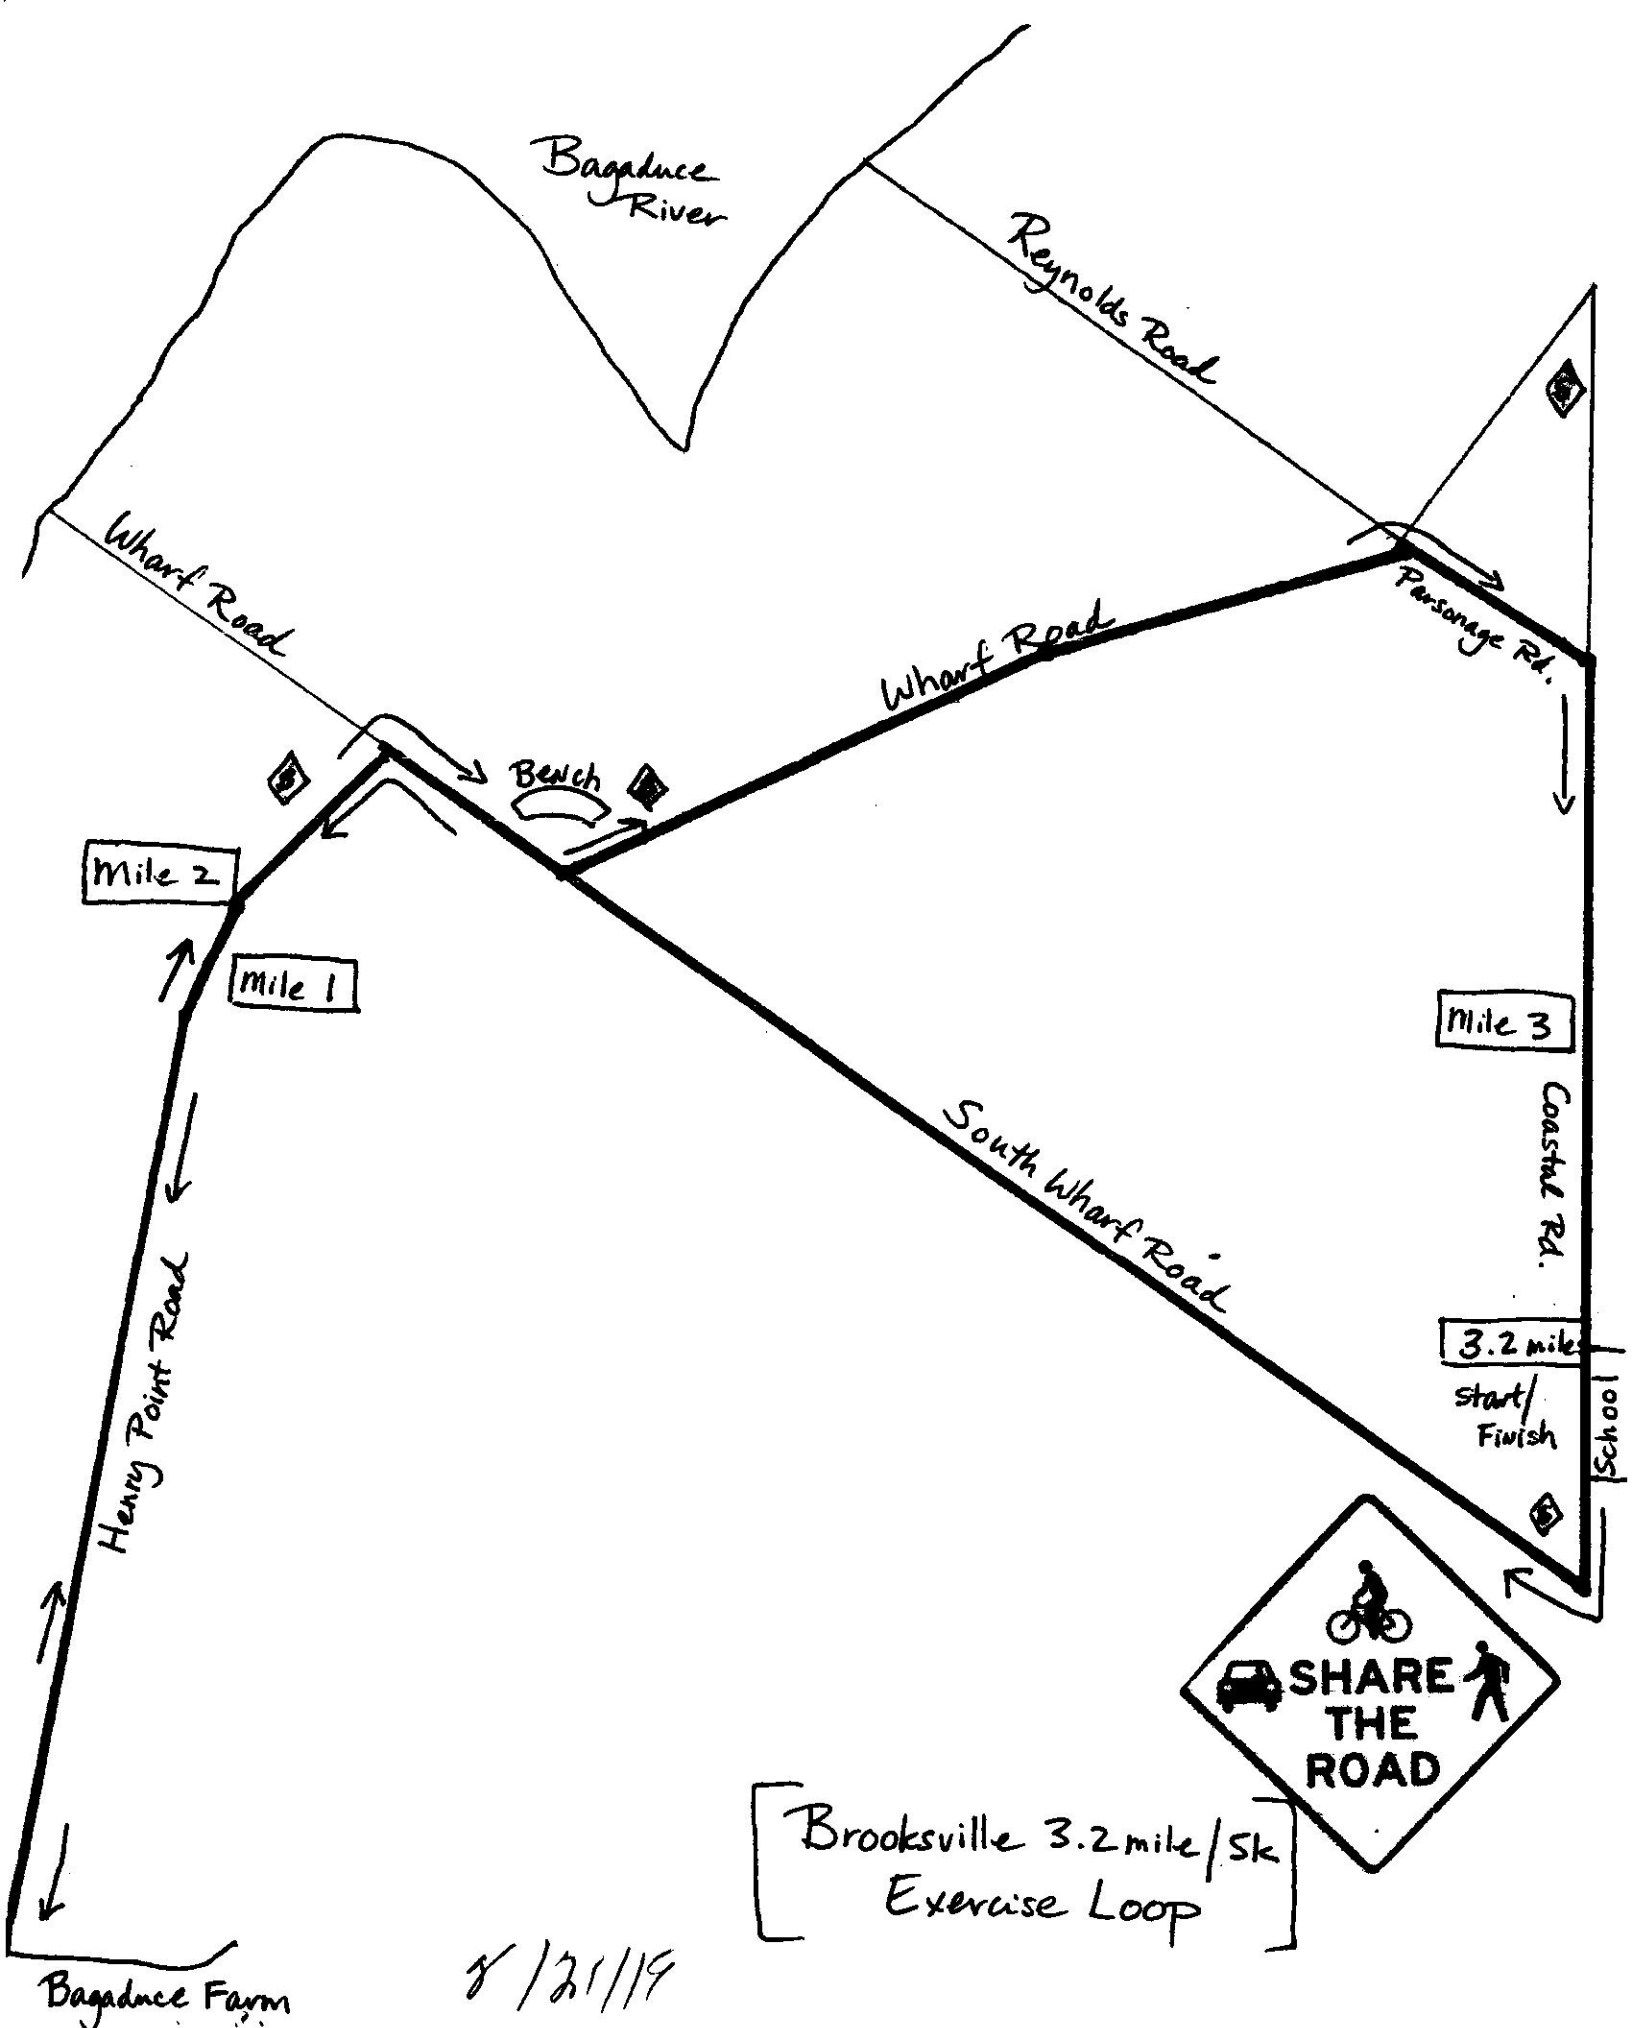 Bagaduce
River
Reynolds Road
Wharf Road
Wharf Road
Parsonage Rd.
Bench
Mile 2
Mile 1
Mile 3
Coastal Rd.
South Wharf Road
3.2 miles
Start/
Finish
School
Henry Point Road
SHARE
THE
ROAD
Brooksville 3.2 mile/5k
Exercise Loop
Bagaduce Farm
8/21/19